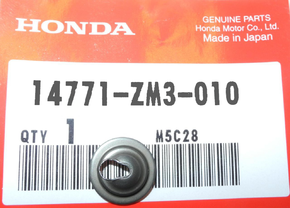 GENUINE PARTS
HONDA
Honda Motor Co., Ltd.
Made in Japan
14771-ZM3-010
QTY 1 M5C28